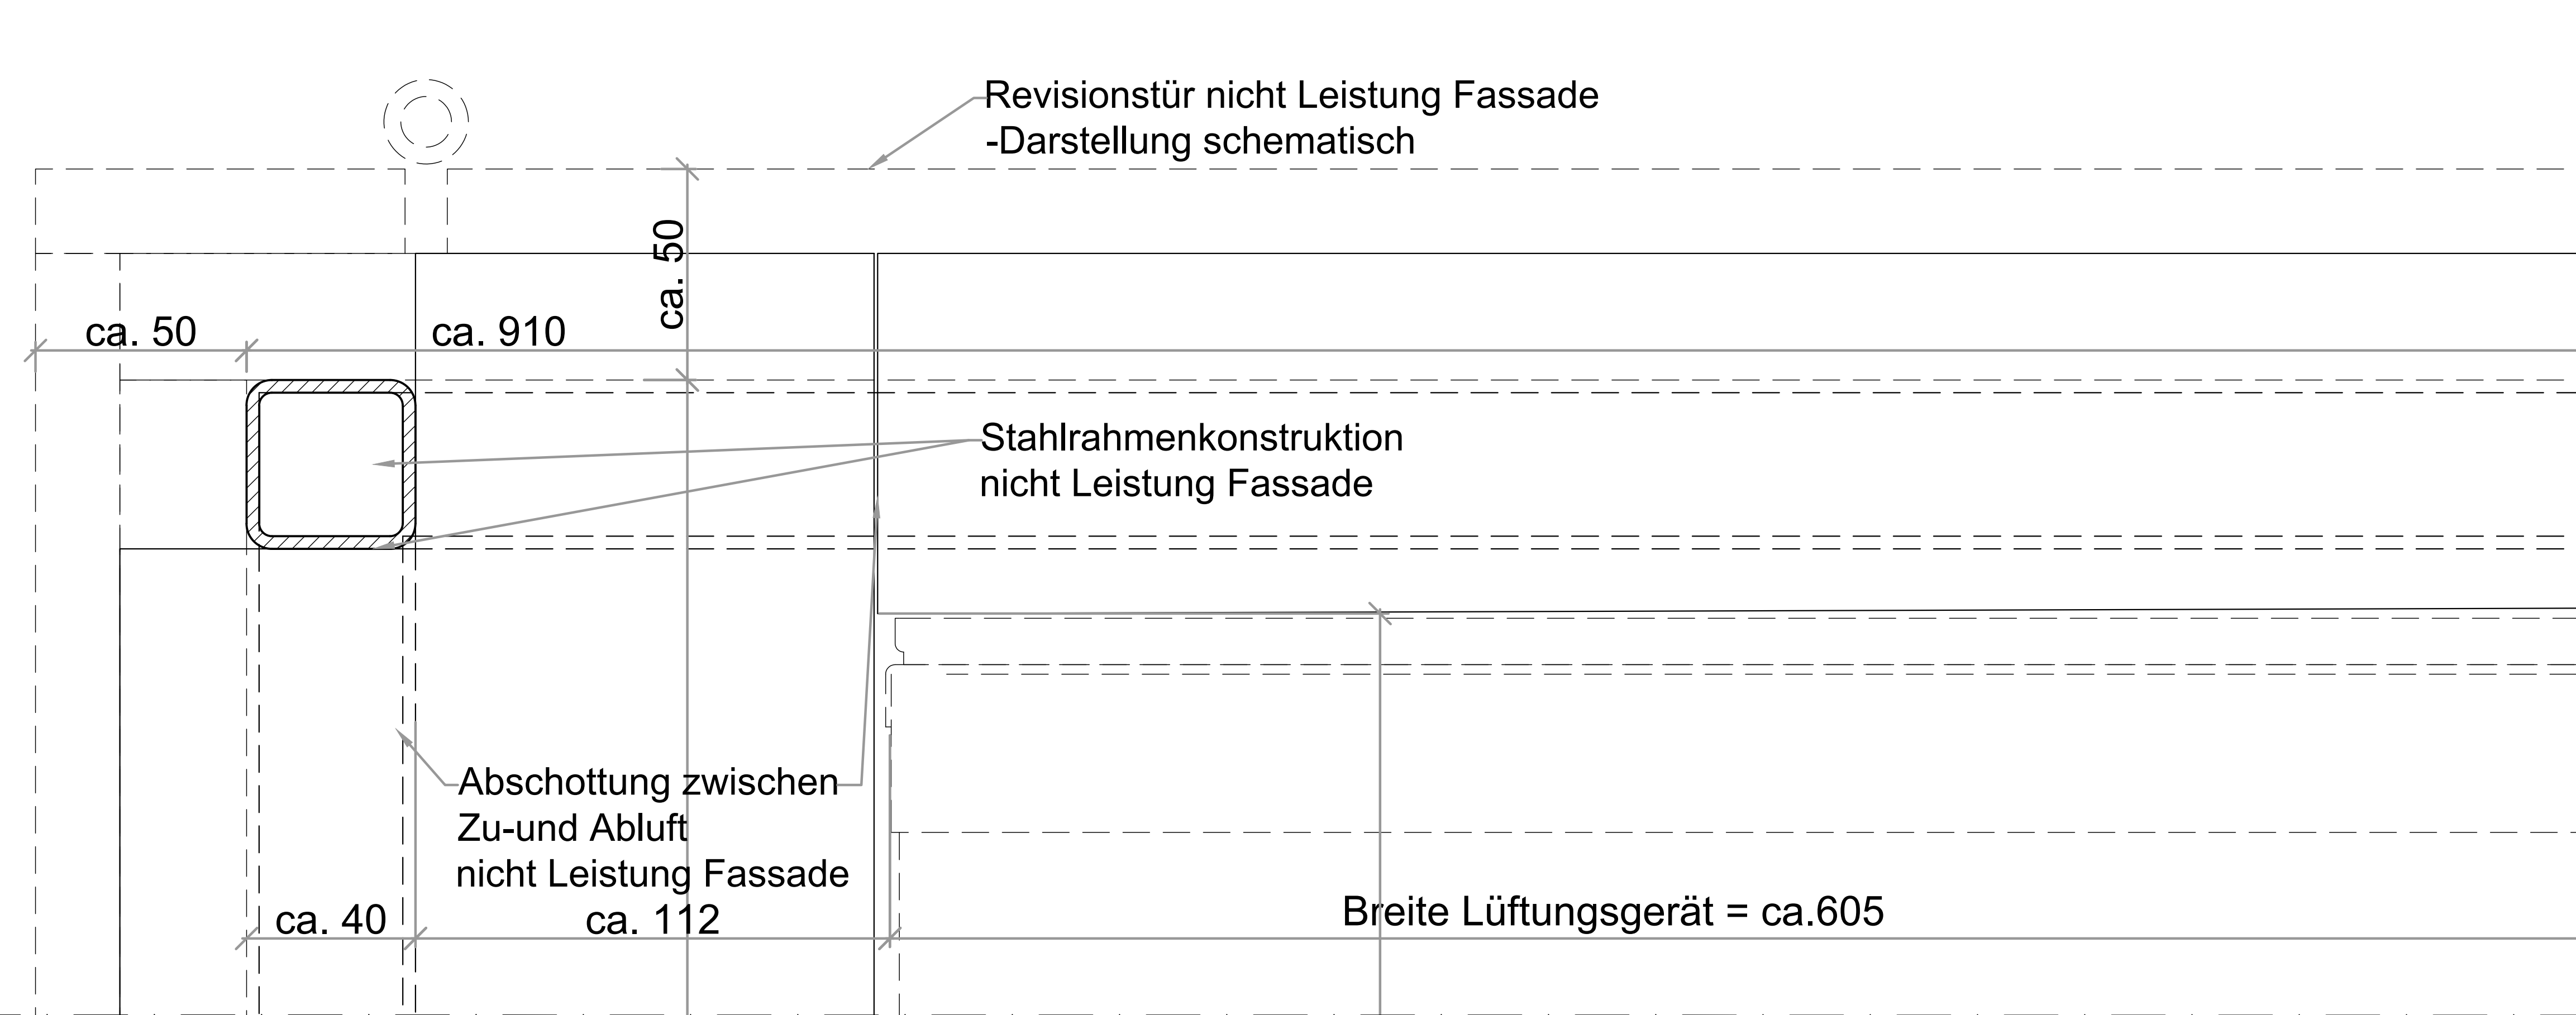 Revisionstür nicht Leistung Fassade
-Darstellung schematisch
ca. 50
ca. 50
ca. 910
Stahlrahmenkonstruktion
nicht Leistung Fassade
Abschottung zwischen
Zu-und Abluft
nicht Leistung Fassade
ca. 40
ca. 112
Breite Lüftungsgerät = ca.605